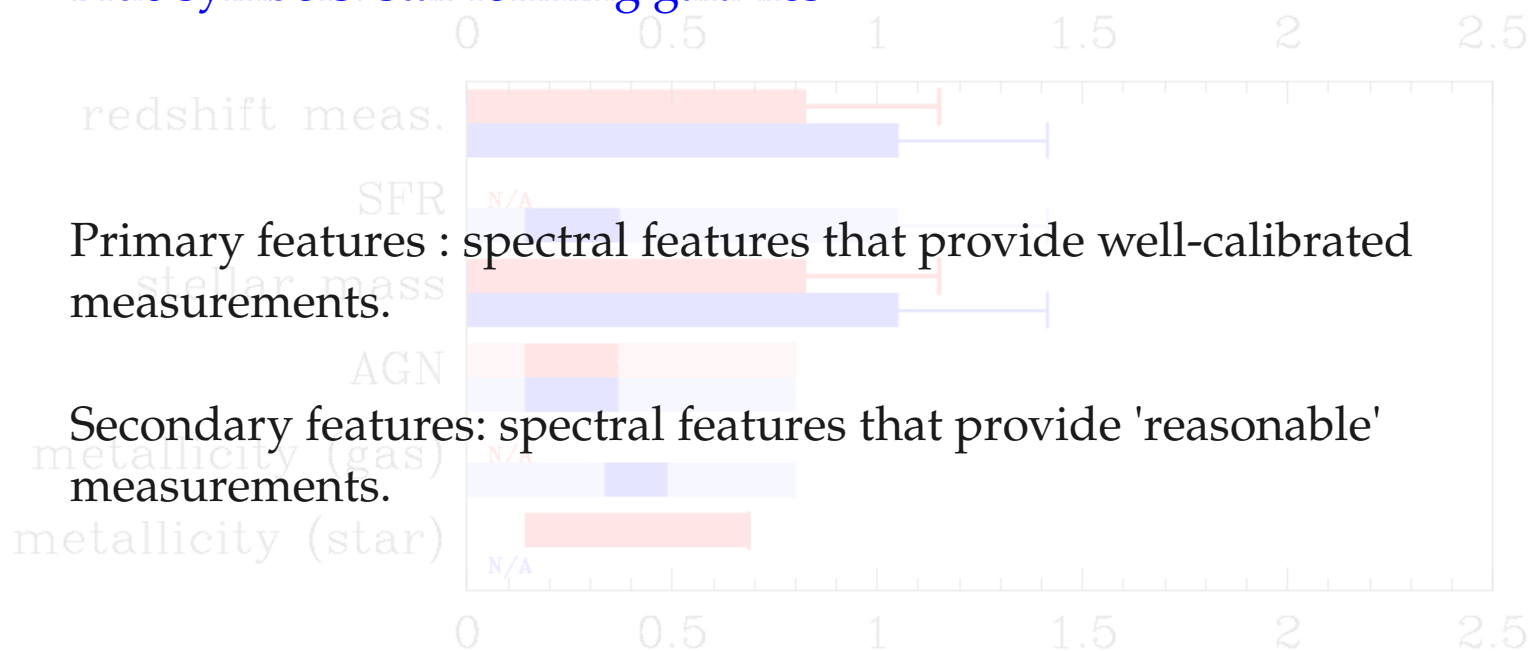 0 0.5 1 1.5 2 2.5
redshift meas.
SFR N/A
Primary features : spectral features that provide well-calibrated
stellar mass
measurements.
AGN
Secondary features: spectral features that provide 'reasonable'
metallicity (gas) N/A
measurements.
metallicity (star)
N/A
0 0.5 1 1.5 2 2.5